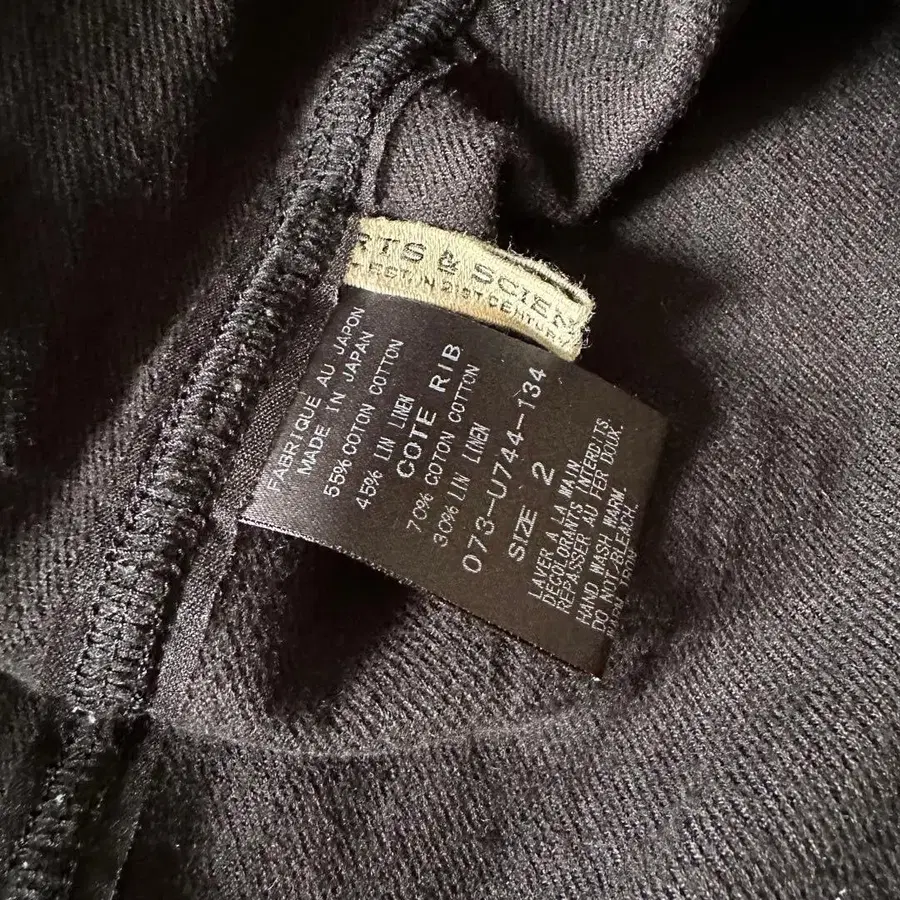 RTS & SCIEN
IN 21ST CENTUR
FABRIQUE AU JAPON
MADE IN JAPAN
55% COTON COTTON
45% LIN LINEN
COTE RIB
70% COTON COTTON
30% LIN LINEN
073-U744-134
SIZE 2
LAVER A LA MAIN
DECOLORANTS INTERDITS
REPASSER AU FER DOUX.
HAND WASH WARM.
DO NOT BLEACH.